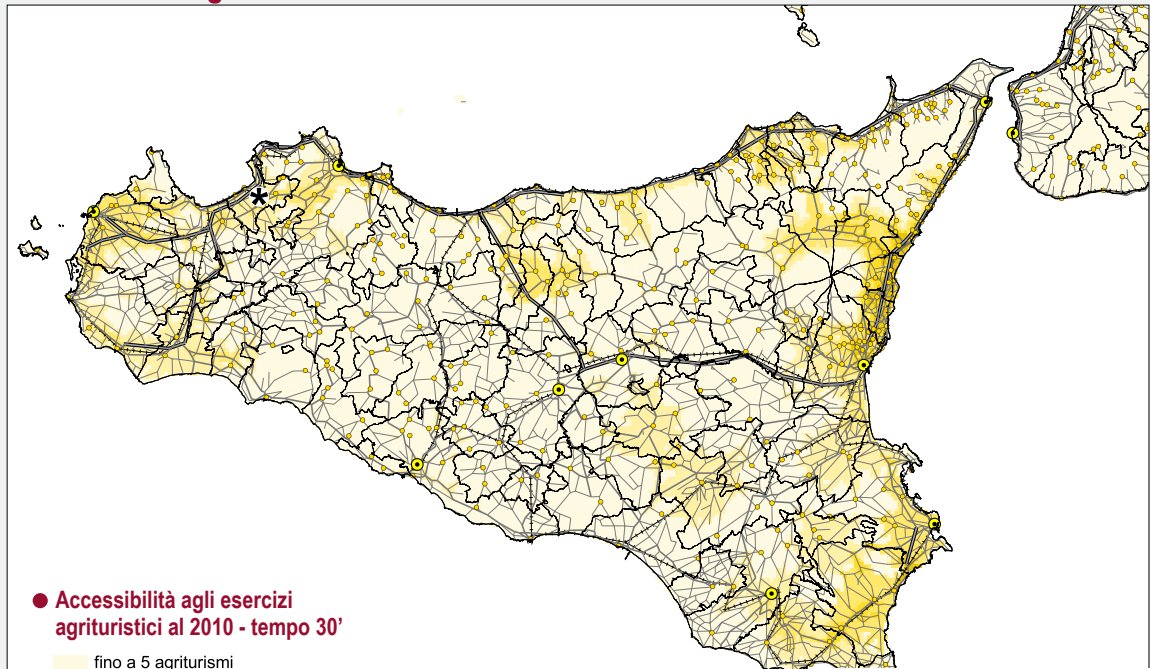 ● Accessibilità agli esercizi
agrituristici al 2010 - tempo 30’
fino a 5 agriturismi